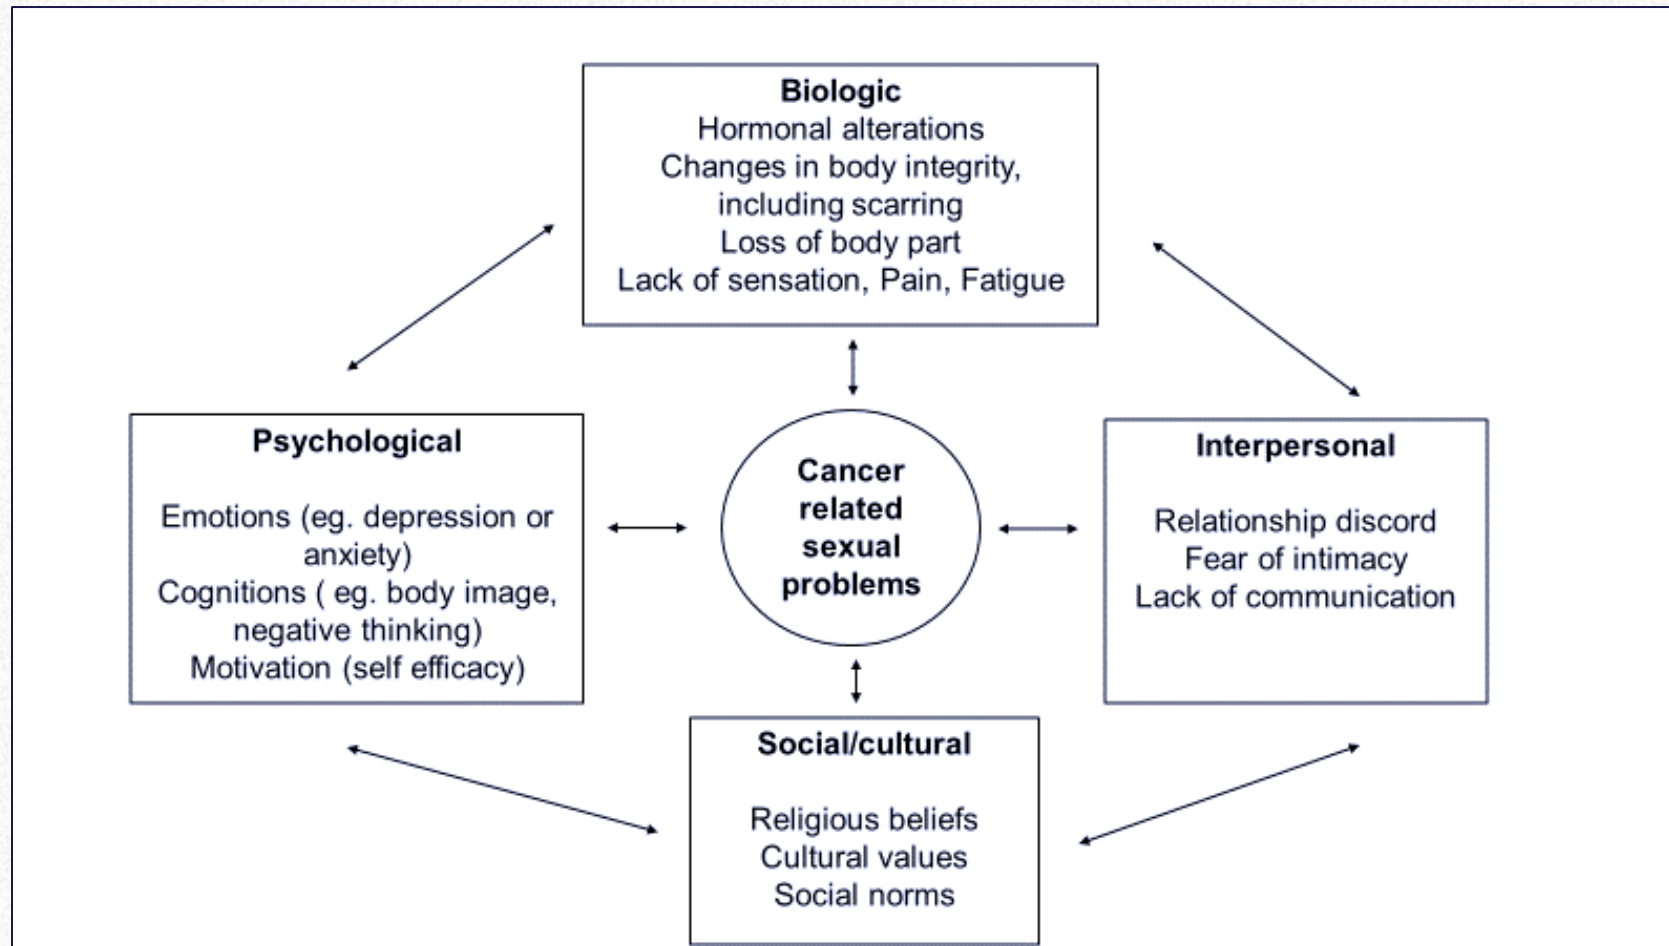 Biologic
Hormonal alterations
Changes in body integrity,
including scarring
Loss of body part
Lack of sensation, Pain, Fatigue
Psychological
Emotions (eg. depression or
anxiety)
Cognitions ( eg. body image,
negative thinking)
Motivation (self efficacy)
Cancer
related
sexual
problems
Interpersonal
Relationship discord
Fear of intimacy
Lack of communication
Social/cultural
Religious beliefs
Cultural values
Social norms